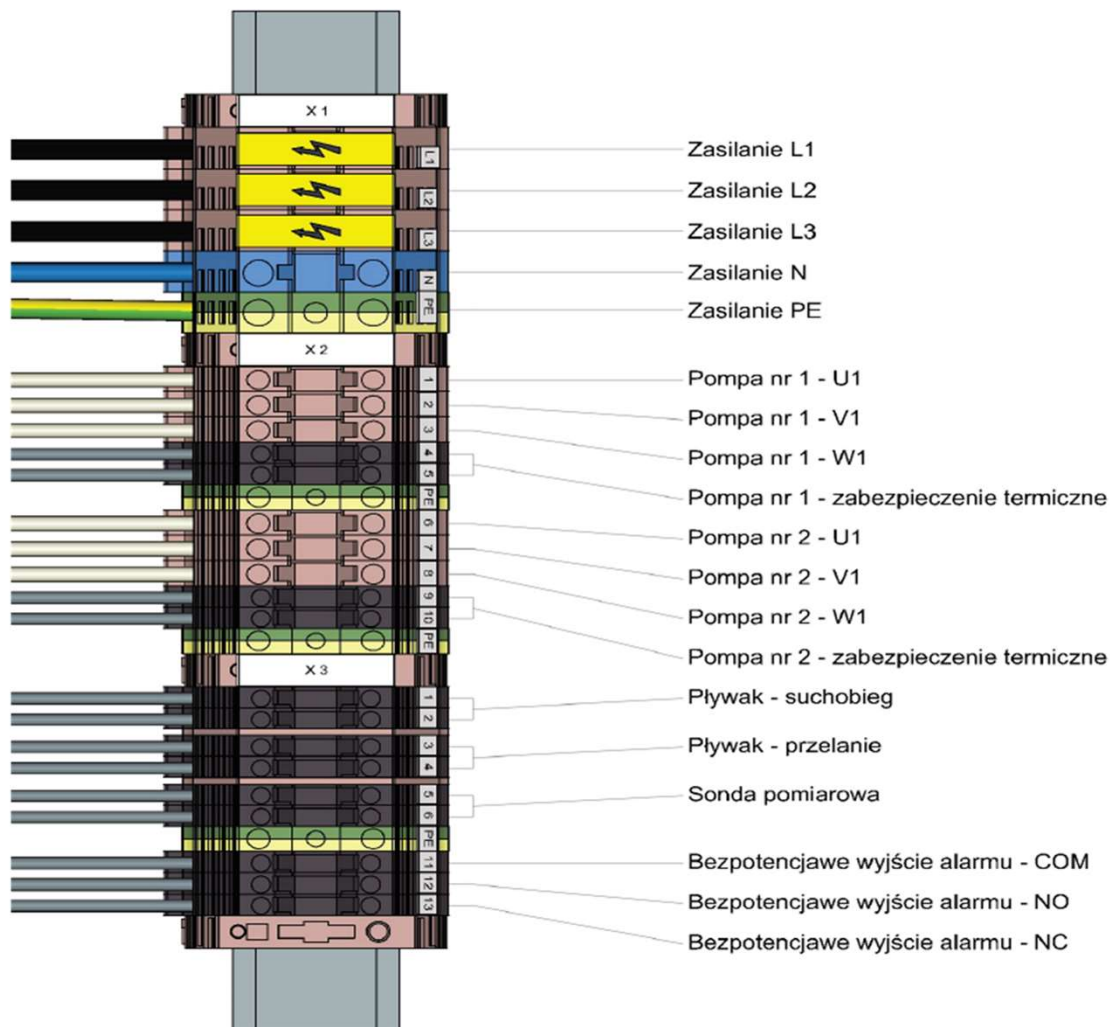 X1
L1 Zasilanie L1
L2 Zasilanie L2
L3 Zasilanie L3
N Zasilanie N
PE Zasilanie PE
X2
1 Pompa nr 1 - U1
2 Pompa nr 1 - V1
3 Pompa nr 1 - W1
4
5 Pompa nr 1 - zabezpieczenie termiczne
PE
6 Pompa nr 2 - U1
7 Pompa nr 2 - V1
8 Pompa nr 2 - W1
9
10 Pompa nr 2 - zabezpieczenie termiczne
PE
X3
1 Pływak - suchobieg
2
3 Pływak - przelanie
4
5 Sonda pomiarowa
6
PE
11 Bezpotencjawe wyjście alarmu - COM
12 Bezpotencjawe wyjście alarmu - NO
13 Bezpotencjawe wyjście alarmu - NC